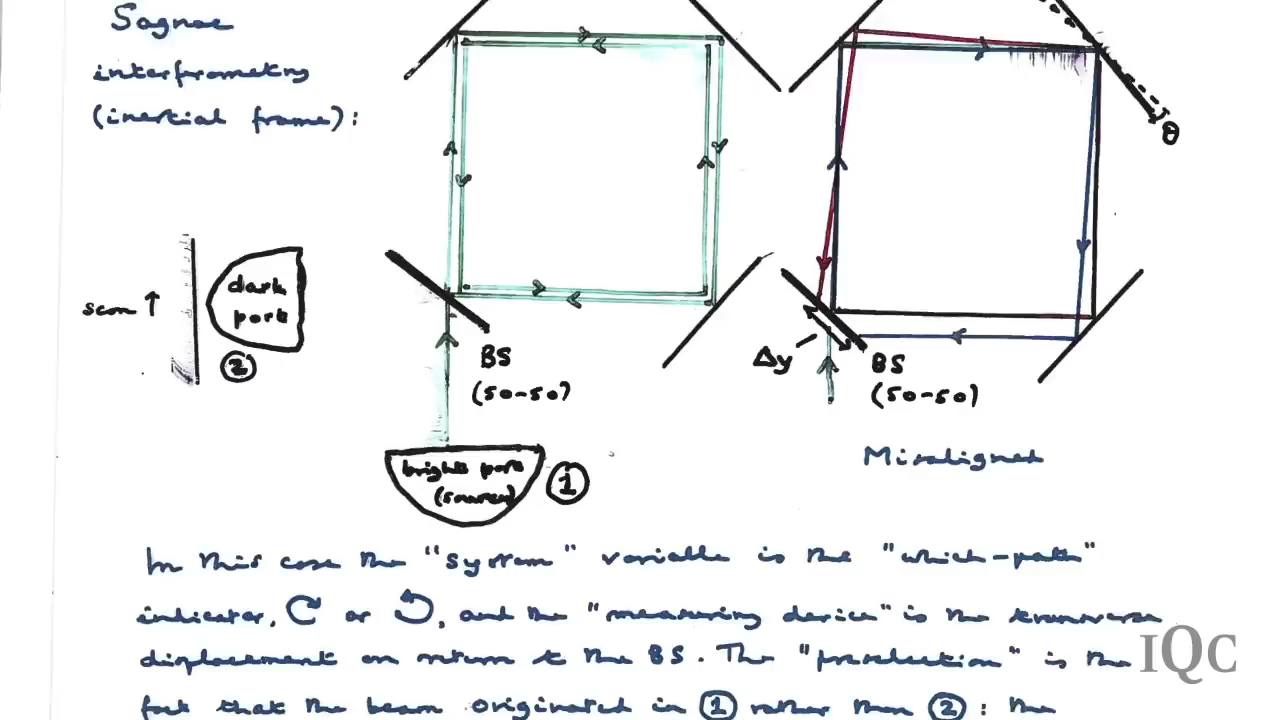 Sagnac
interferometry
(inertial frame):
θ
dark
port
scan ↑
②
BS
(50-50)
Δy
BS
(50-50)
bright port
(source)
①
Misaligned
In this case the "system" variable is the "which-path"
indicator, ↻ or ↺, and the "measuring device" is the transverse
displacement on return to the BS. The "preselection" is the
fact that the beam originated in ① rather than ②: the
IQC